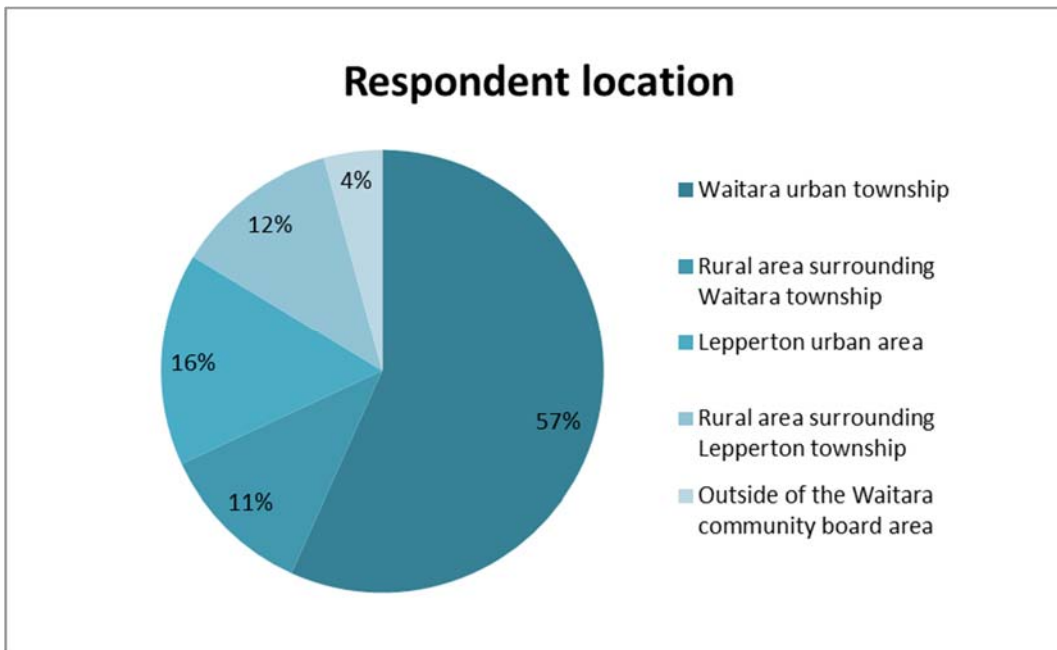 Respondent location
4%
12%
16%
11%
57%
Waitara urban township
Rural area surrounding
Waitara township
Lepperton urban area
Rural area surrounding
Lepperton township
Outside of the Waitara
community board area